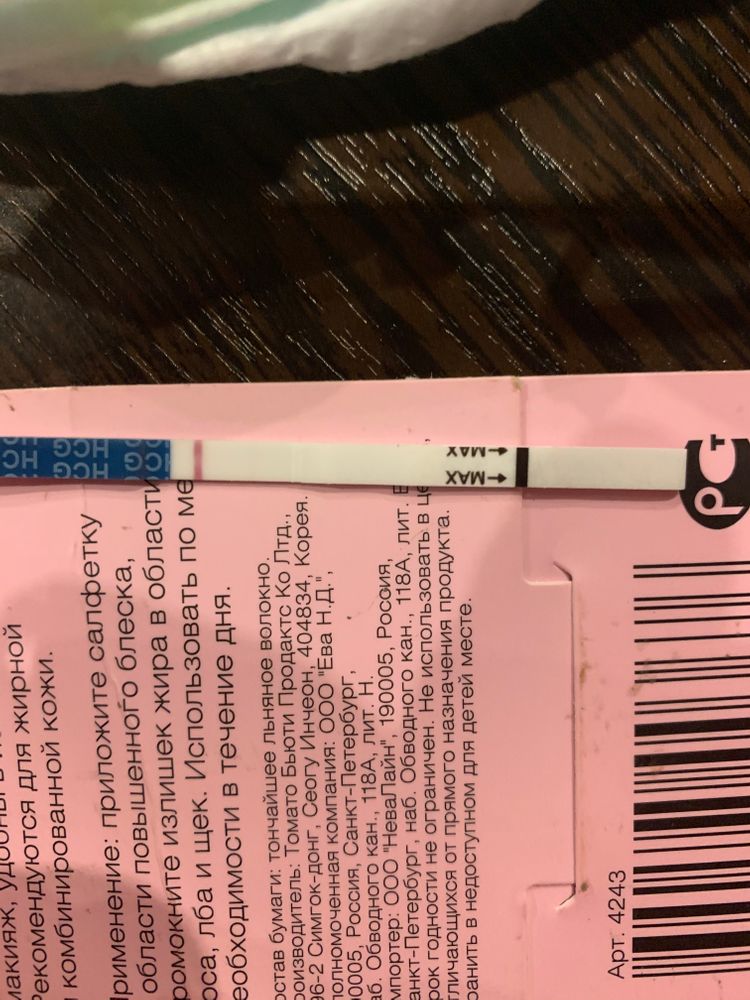 HCG HCG
MAX
MAX
РСТ
макияж,
Рекомендуются для жирной
и комбинированной кожи.
Применение: приложите салфетку
области повышенного блеска,
промокните излишек жира в области
лба и щек. Использовать по ме
необходимости в течение дня.
Состав бумаги: тончайшее льняное волокно.
Производитель: Томато Бьюти Продактс Ко Лтд.,
96-2 Симгок-донг, Сеогу Инчеон, 404834, Корея.
Уполномоченная компания: ООО "Ева Н.Д.",
190005, Россия, Санкт-Петербург,
наб. Обводного кан., 118А, лит. Н.
Импортер: ООО "НеваЛайн", 190005, Россия,
Санкт-Петербург, наб. Обводного кан., 118А, лит. Е
Срок годности не ограничен. Не использовать в це
отличающихся от прямого назначения продукта.
Хранить в недоступном для детей месте.
Арт. 4243